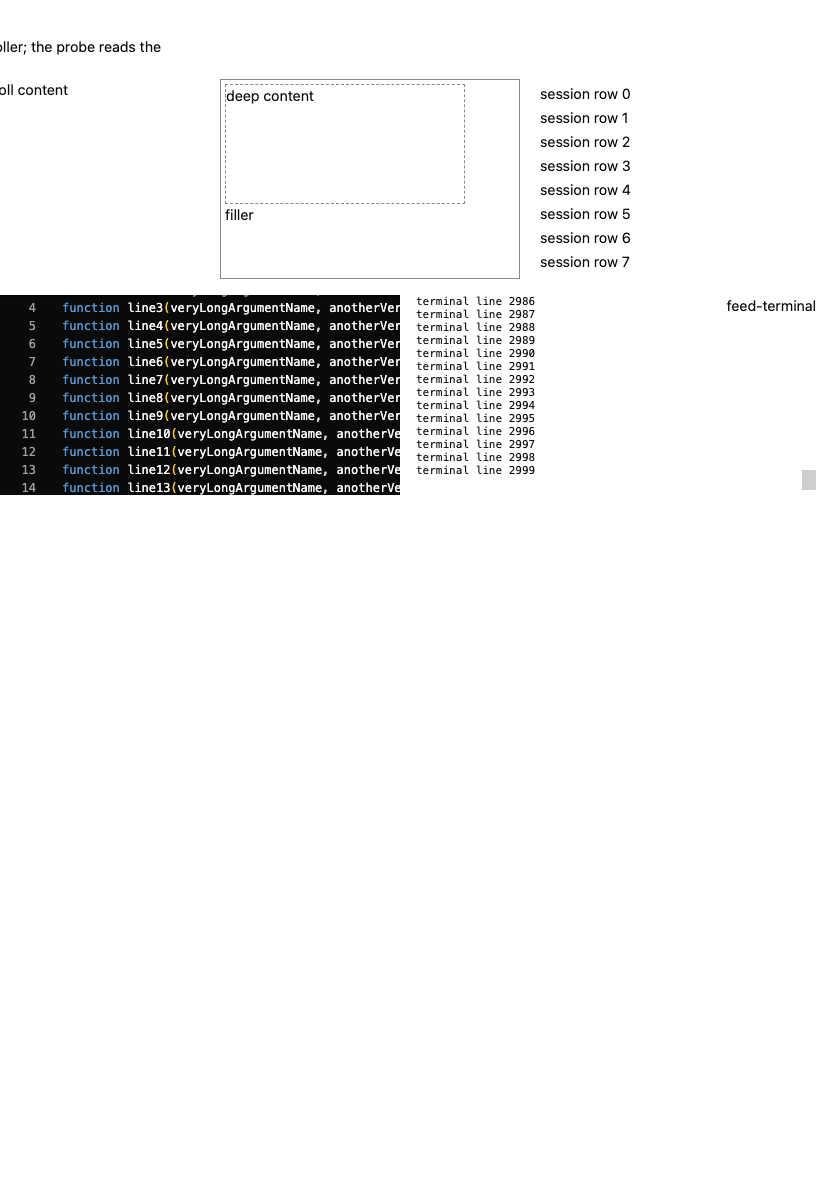 oller; the probe reads the
oll content
deep content
filler
session row 0
session row 1
session row 2
session row 3
session row 4
session row 5
session row 6
session row 7
4 function line3(veryLongArgumentName, anotherVer
5 function line4(veryLongArgumentName, anotherVer
6 function line5(veryLongArgumentName, anotherVer
7 function line6(veryLongArgumentName, anotherVer
8 function line7(veryLongArgumentName, anotherVer
9 function line8(veryLongArgumentName, anotherVer
10 function line9(veryLongArgumentName, anotherVer
11 function line10(veryLongArgumentName, anotherVe
12 function line11(veryLongArgumentName, anotherVe
13 function line12(veryLongArgumentName, anotherVe
14 function line13(veryLongArgumentName, anotherVe
terminal line 2986
terminal line 2987
terminal line 2988
terminal line 2989
terminal line 2990
terminal line 2991
terminal line 2992
terminal line 2993
terminal line 2994
terminal line 2995
terminal line 2996
terminal line 2997
terminal line 2998
terminal line 2999
feed-terminal